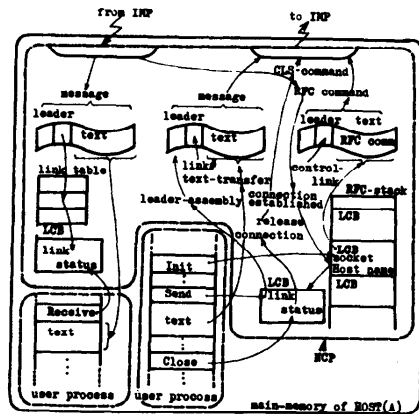 from IMP
to IMP
CLS-command
RFC command
message
message
leader
text
leader
text
leader
text
RFC comm
link table
links
text-transfer
control-
link
leader-assembly
connection
established
RFC-stack
LCB
release
connection
LCB
link
status
Init
LCB
socket
Host name
LCB
Send
LCB
link
status
Receive
text
text
Close
NCP
user process
user process
main-memory of HOST(A)